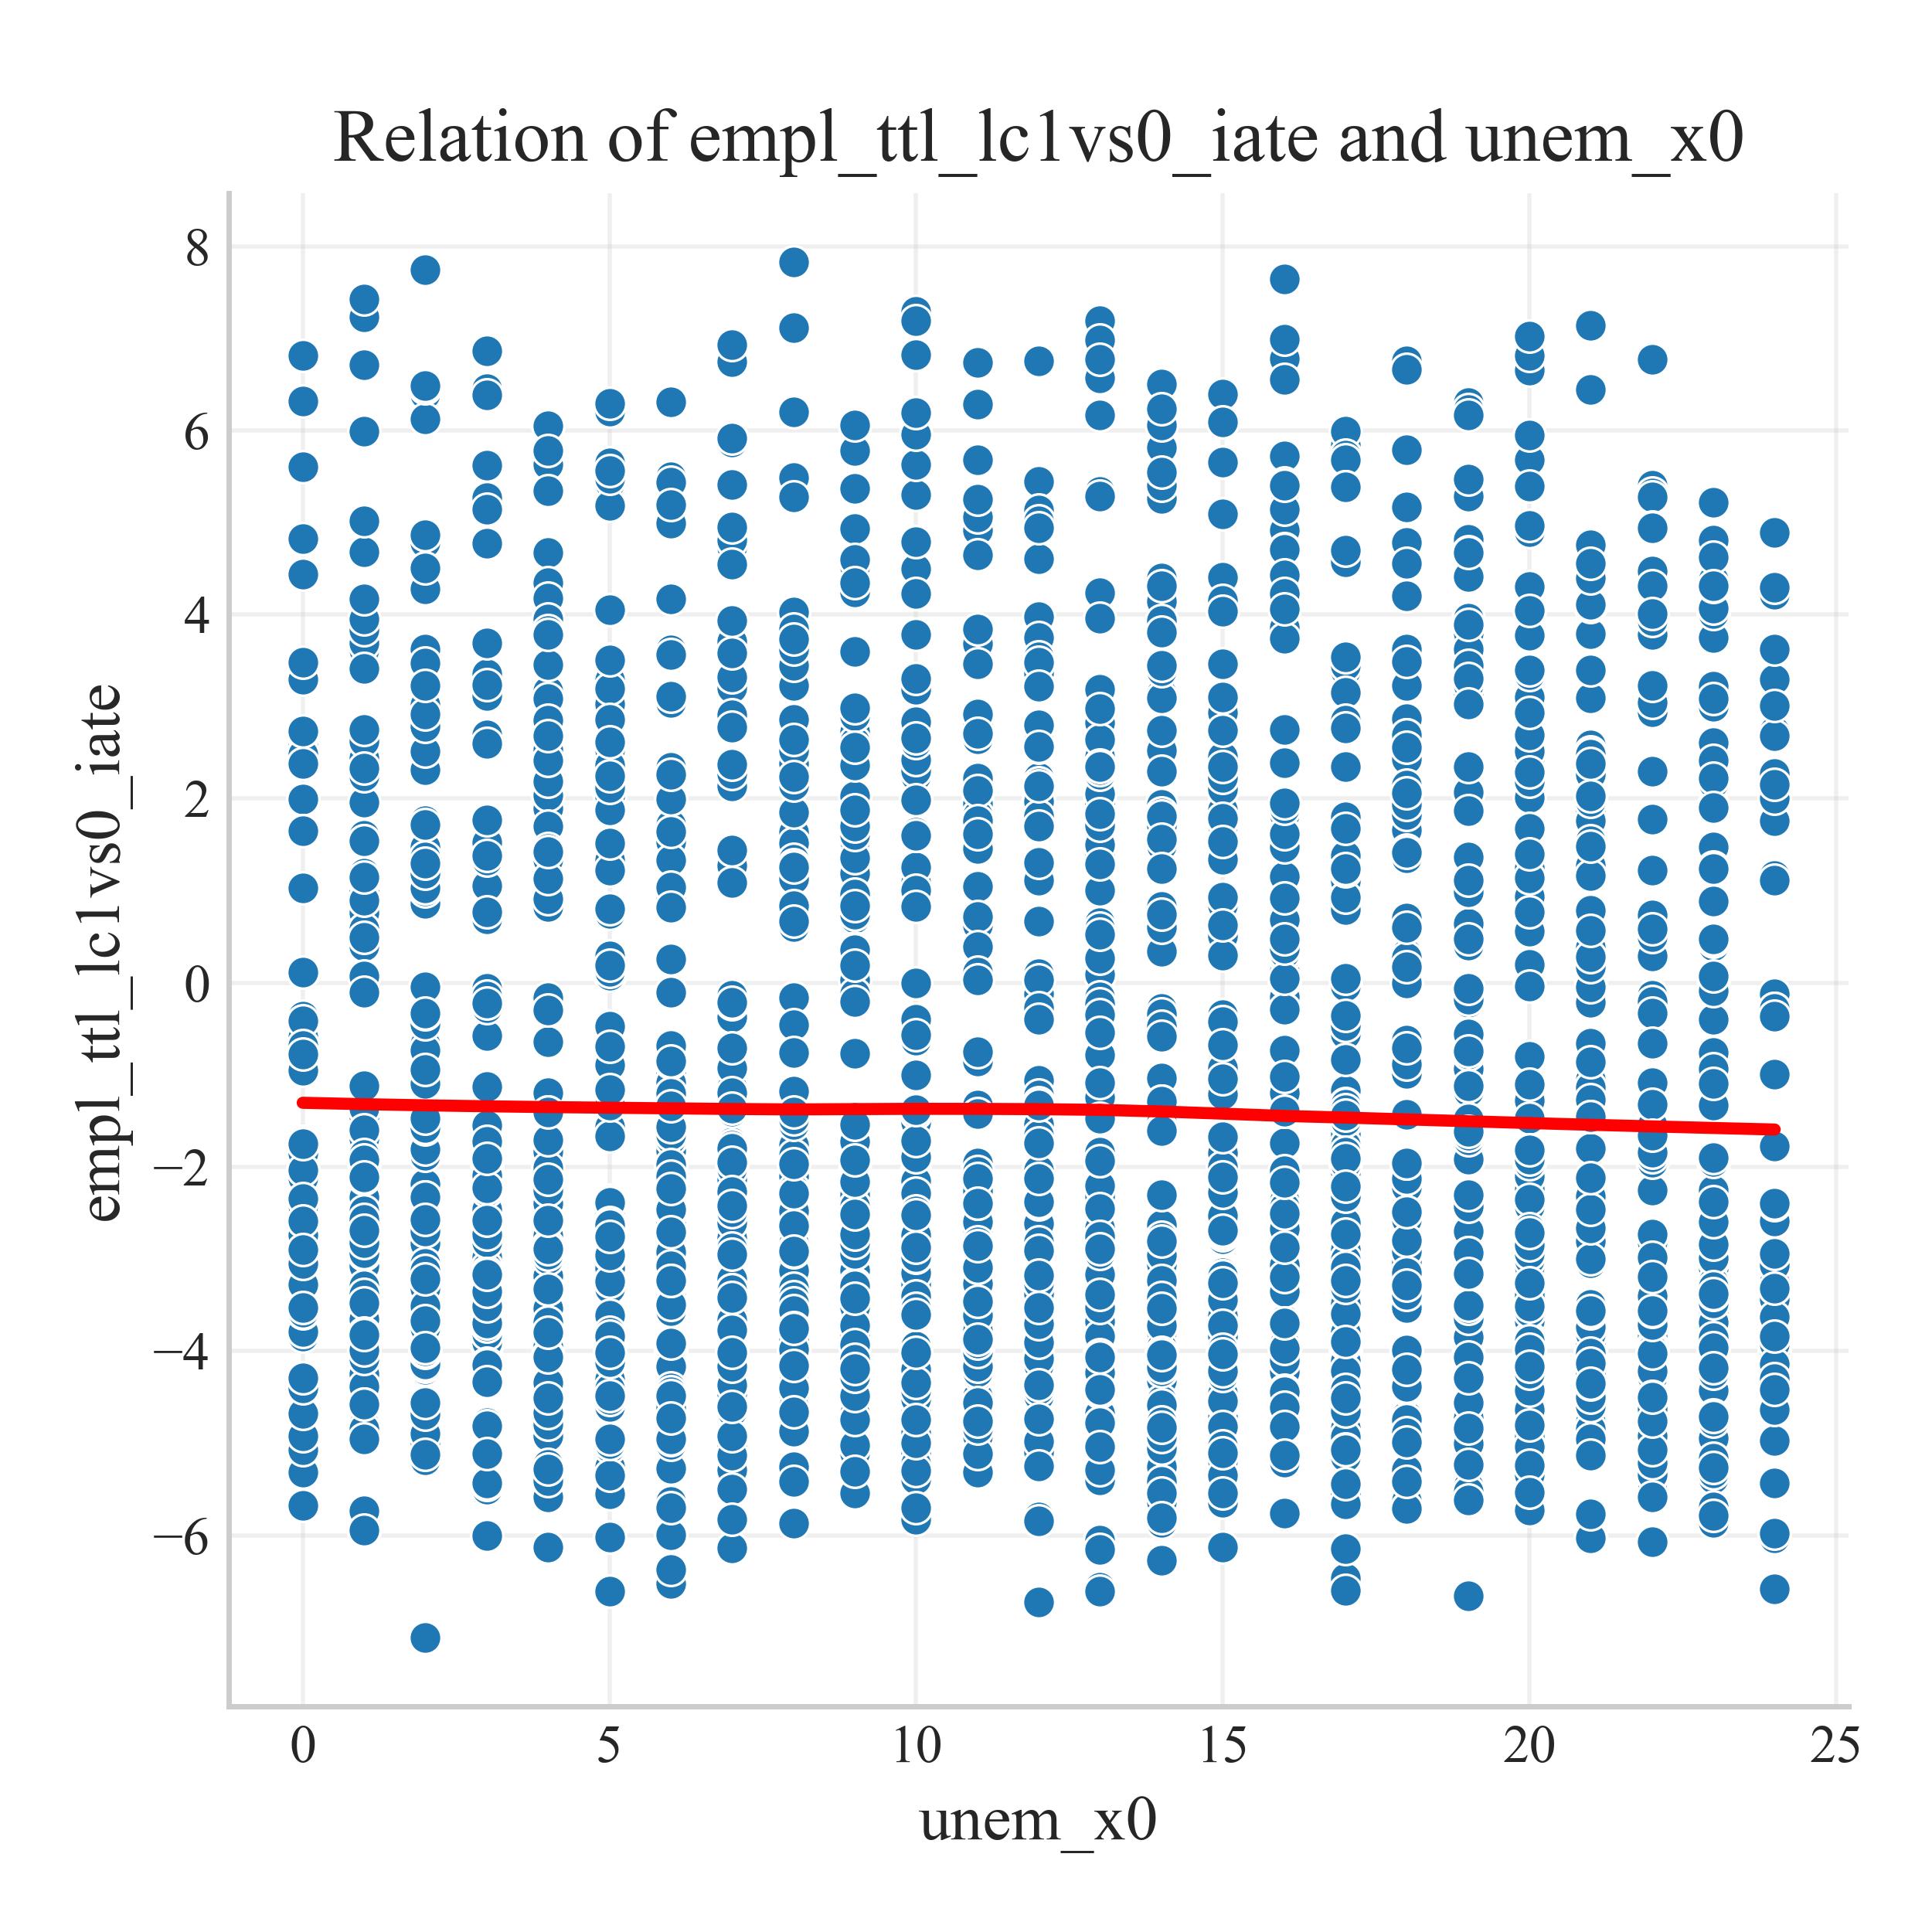 Relation of empl_ttl_lc1vs0_iate and unem_x0
empl_ttl_lc1vs0_iate
8
6
4
2
0
−2
−4
−6
0 5 10 15 20 25
unem_x0